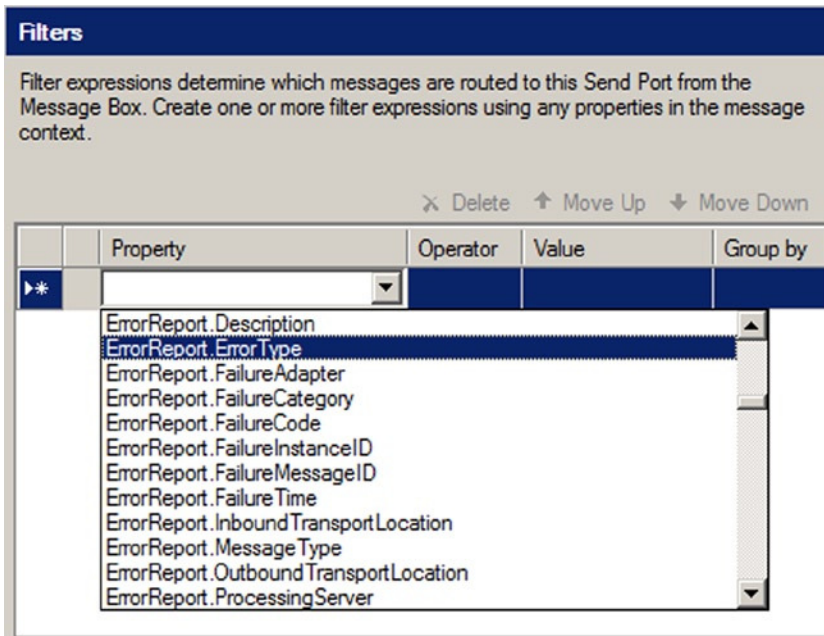 Filters
Filter expressions determine which messages are routed to this Send Port from the
Message Box. Create one or more filter expressions using any properties in the message
context.
Delete Move Up Move Down
Property Operator Value Group by
ErrorReport.Description
ErrorReport.ErrorType
ErrorReport.FailureAdapter
ErrorReport.FailureCategory
ErrorReport.FailureCode
ErrorReport.FailureInstanceID
ErrorReport.FailureMessageID
ErrorReport.FailureTime
ErrorReport.InboundTransportLocation
ErrorReport.MessageType
ErrorReport.OutboundTransportLocation
ErrorReport.ProcessingServer